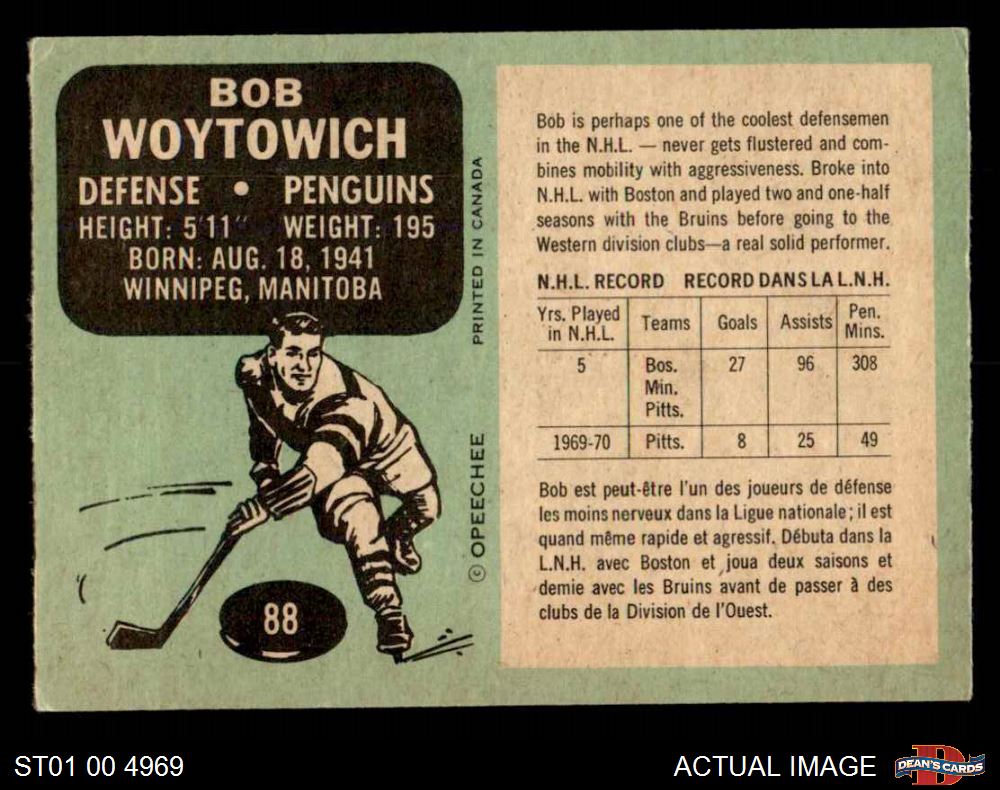 BOB
WOYTOWICH
DEFENSE • PENGUINS
HEIGHT: 5'11" WEIGHT: 195
BORN: AUG. 18, 1941
WINNIPEG, MANITOBA
PRINTED IN CANADA
© OPEECHEE
88
Bob is perhaps one of the coolest defensemen
in the N.H.L. — never gets flustered and com-
bines mobility with aggressiveness. Broke into
N.H.L. with Boston and played two and one-half
seasons with the Bruins before going to the
Western division clubs—a real solid performer.
N.H.L. RECORD RECORD DANS LA L.N.H.
Yrs. Played in N.H.L. Teams Goals Assists Pen. Mins.
5 Bos. 27 96 308
Min.
Pitts.
1969-70 Pitts. 8 25 49
Bob est peut-être l'un des joueurs de défense
les moins nerveux dans la Ligue nationale; il est
quand même rapide et agressif. Débuta dans la
L.N.H. avec Boston et joua deux saisons et
demie avec les Bruins avant de passer à des
clubs de la Division de l'Ouest.
ST01 00 4969
ACTUAL IMAGE
D
DEAN'S CARDS